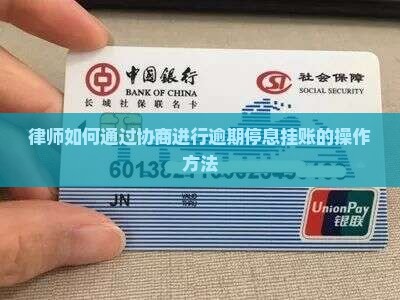 中国银行
BANK OF CHINA
社会保障
SOCIAL SECURITY
长城社保联名卡
律师如何通过协商进行逾期停息挂账的操作
方法
JN
VALID
UnionPay
银联